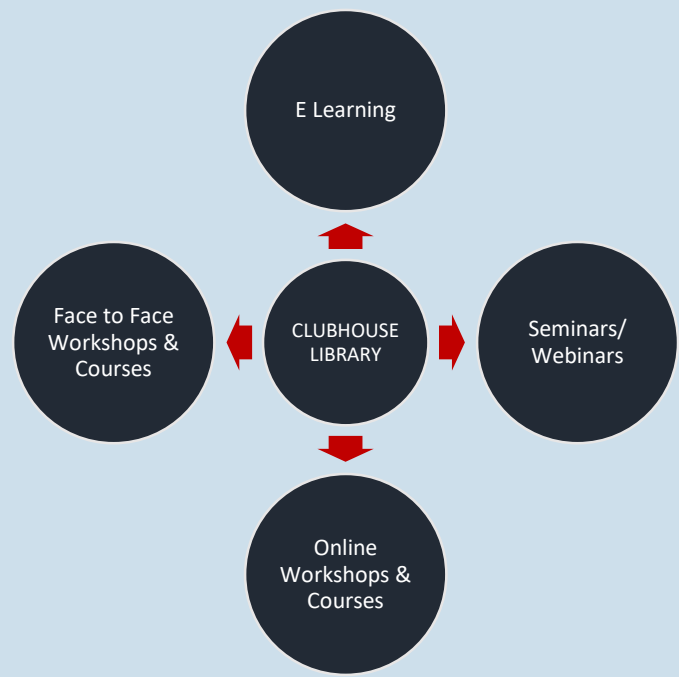 E Learning
Face to Face
Workshops &
Courses
CLUBHOUSE
LIBRARY
Seminars/
Webinars
Online
Workshops &
Courses